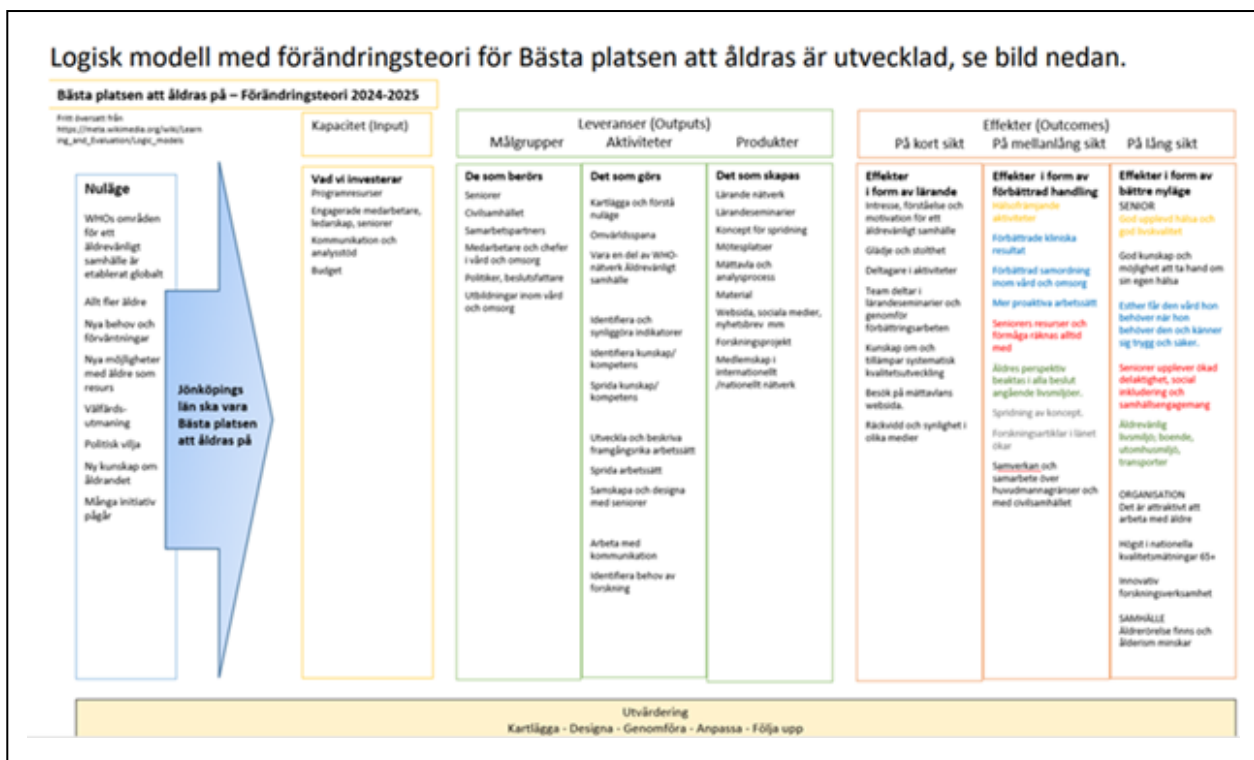 Logisk modell med förändringsteori för Bästa platsen att åldras är utvecklad, se bild nedan.
Bästa platsen att åldras på – Förändringsteori 2024-2025
Fritt översatt från
https://meta.wikimedia.org/wiki/Learn
ing_and_Evaluation/Logic_models
Nuläge
WHOs områden
för ett
äldrevänligt
samhälle är
etablerat globalt
Allt fler äldre
Nya behov och
förväntningar
Nya möjligheter
med äldre som
resurs
Välfärds-
utmaning
Politisk vilja
Ny kunskap om
åldrandet
Många initiativ
pågår
Jönköpings
län ska vara
Bästa platsen
att åldras på
Kapacitet (Input)
Vad vi investerar
Programresurser
Engagerade medarbetare,
ledarskap, seniorer
Kommunikation och
analysstöd
Budget
Leveranser (Outputs)
Målgrupper
Aktiviteter
Produkter
De som berörs
Seniorer
Civilsamhället
Samarbetspartners
Medarbetare och chefer
i vård och omsorg
Politiker, beslutsfattare
Utbildningar inom vård
och omsorg
Det som görs
Kartlägga och förstå
nuläge
Omvärldsspana
Vara en del av WHO-
nätverk Äldrevänligt
samhälle
Identifiera och
synliggöra indikatorer
Identifiera kunskap/
kompetens
Sprida kunskap/
kompetens
Utveckla och beskriva
framgångsrika arbetssätt
Sprida arbetssätt
Samskapa och designa
med seniorer
Arbeta med
kommunikation
Identifiera behov av
forskning
Det som skapas
Lärande nätverk
Lärandeseminarier
Koncept för spridning
Mötesplatser
Mättavla och
analysprocess
Material
Websida, sociala medier,
nyhetsbrev mm
Forskningsprojekt
Medlemskap i
internationellt
/nationellt nätverk
Effekter (Outcomes)
På kort sikt
På mellanlång sikt
På lång sikt
Effekter
i form av lärande
Intresse, förståelse och
motivation för ett
äldrevänligt samhälle
Glädje och stolthet
Deltagare i aktiviteter
Team deltar i
lärandeseminarier och
genomför
förbättringsarbeten
Kunskap om och
tillämpar systematisk
kvalitetsutveckling
Besök på mättavlans
websida.
Räckvidd och synlighet i
olika medier
Effekter i form av
förbättrad handling
Hälsofrämjande
aktiviteter
Förbättrade kliniska
resultat
Förbättrad samordning
inom vård och omsorg
Mer proaktiva arbetssätt
Seniorers resurser och
förmåga räknas alltid
med
Äldres perspektiv
beaktas i alla beslut
angående livsmiljöer.
Spridning av koncept.
Forskningsartiklar i länet
ökar
Samverkan och
samarbete över
huvudmannagränser och
med civilsamhället
Effekter i form av
bättre nyläge
SENIOR
God upplevd hälsa och
god livskvalitet
God kunskap och
möjlighet att ta hand om
sin egen hälsa
Esther får den vård hon
behöver när hon
behöver den och känner
sig trygg och säker.
Seniorer upplever ökad
delaktighet, social
inkludering och
samhällsengagemang
Äldrevänlig
livsmiljö; boende,
utomhusmiljö,
transporter
ORGANISATION
Det är attraktivt att
arbeta med äldre
Högst i nationella
kvalitetsmätningar 65+
Innovativ
forskningsverksamhet
SAMHÄLLE
Äldrerörelse finns och
ålderism minskar
Utvärdering
Kartlägga - Designa - Genomföra - Anpassa - Följa upp